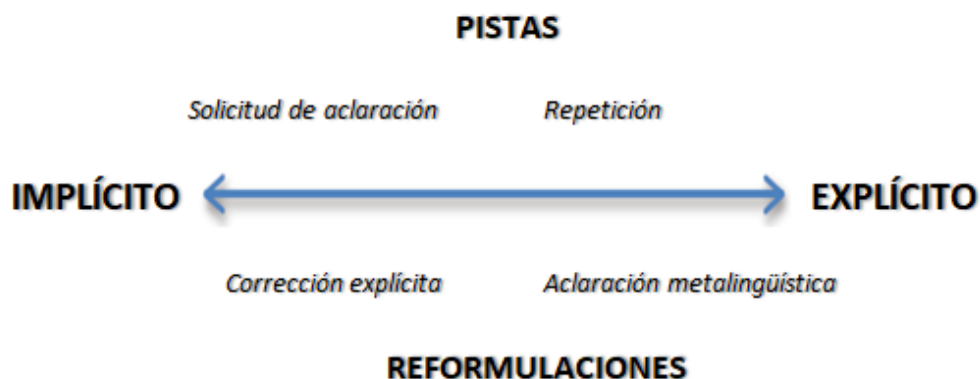 PISTAS
Solicitud de aclaración Repetición
IMPLÍCITO EXPLÍCITO
Corrección explícita Aclaración metalingüística
REFORMULACIONES